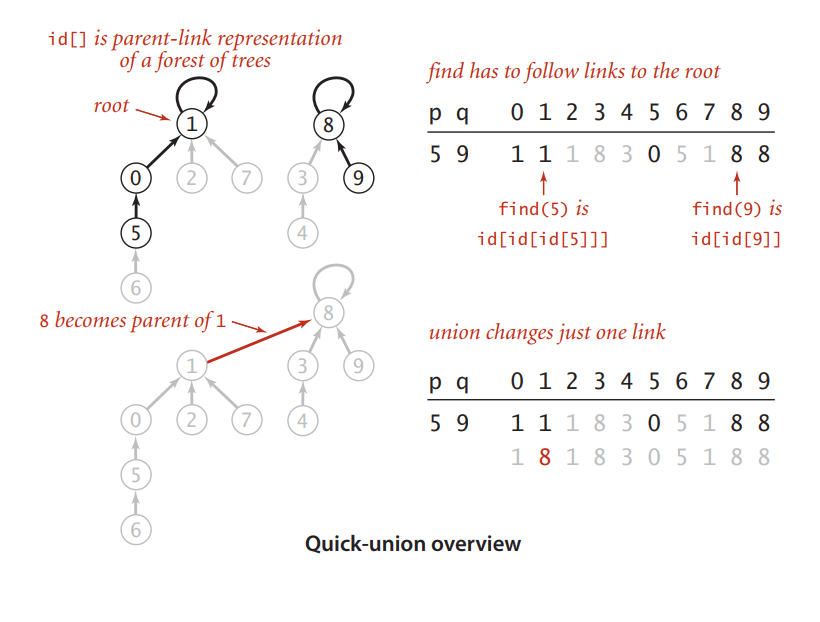 id[] is parent-link representation
of a forest of trees
root
1
8
0
2
7
3
9
5
4
6
find has to follow links to the root
p q 0 1 2 3 4 5 6 7 8 9
5 9 1 1 1 8 3 0 5 1 8 8
find(5) is
id[id[id[5]]]
find(9) is
id[id[9]]
8 becomes parent of 1
8
1
3
9
0
2
7
4
5
6
union changes just one link
p q 0 1 2 3 4 5 6 7 8 9
5 9 1 1 1 8 3 0 5 1 8 8
1 8 1 8 3 0 5 1 8 8
Quick-union overview